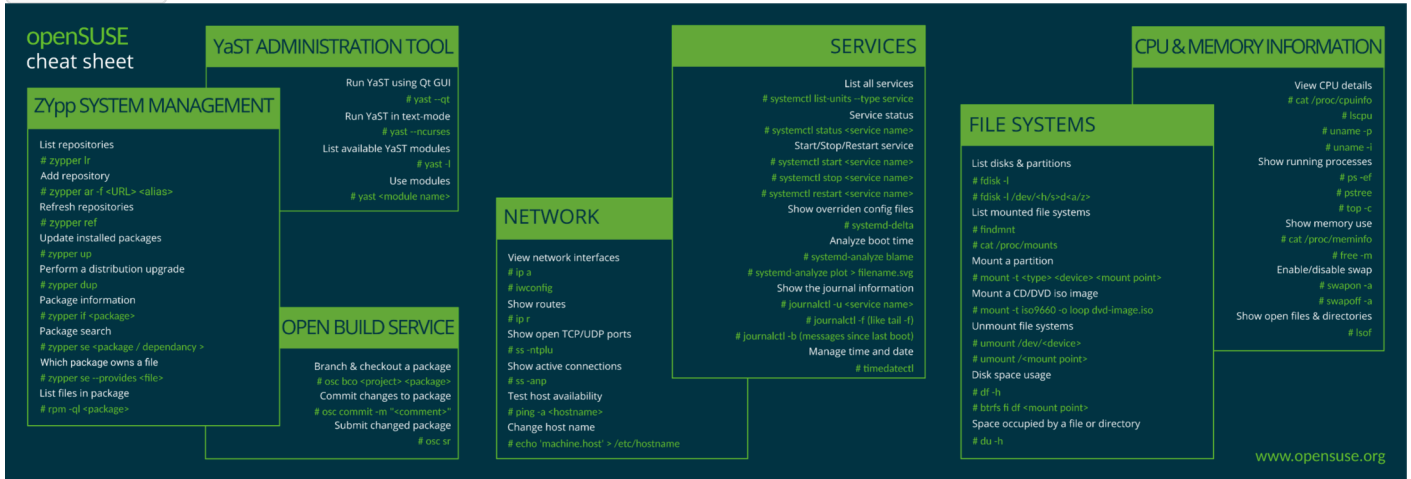 openSUSE
cheat sheet
ZYpp SYSTEM MANAGEMENT
List repositories
# zypper lr
Add repository
# zypper ar -f <URL> <alias>
Refresh repositories
# zypper ref
Update installed packages
# zypper up
Perform a distribution upgrade
# zypper dup
Package information
# zypper if <package>
Package search
# zypper se <package / dependancy >
Which package owns a file
# zypper se --provides <file>
List files in package
# rpm -ql <package>
YaST ADMINISTRATION TOOL
Run YaST using Qt GUI
# yast --qt
Run YaST in text-mode
# yast --ncurses
List available YaST modules
# yast -l
Use modules
# yast <module name>
OPEN BUILD SERVICE
Branch & checkout a package
# osc bco <project> <package>
Commit changes to package
# osc commit -m "<comment>"
Submit changed package
# osc sr
NETWORK
View network interfaces
# ip a
# iwconfig
Show routes
# ip r
Show open TCP/UDP ports
# ss -ntplu
Show active connections
# ss -anp
Test host availability
# ping -a <hostname>
Change host name
# echo 'machine.host' > /etc/hostname
SERVICES
List all services
# systemctl list-units --type service
Service status
# systemctl status <service name>
Start/Stop/Restart service
# systemctl start <service name>
# systemctl stop <service name>
# systemctl restart <service name>
Show overriden config files
# systemd-delta
Analyze boot time
# systemd-analyze blame
# systemd-analyze plot > filename.svg
Show the journal information
# journalctl -u <service name>
# journalctl -f (like tail -f)
# journalctl -b (messages since last boot)
Manage time and date
# timedatectl
FILE SYSTEMS
List disks & partitions
# fdisk -l
# fdisk -l /dev/<h/s>d<a/z>
List mounted file systems
# findmnt
# cat /proc/mounts
Mount a partition
# mount -t <type> <device> <mount point>
Mount a CD/DVD iso image
# mount -t iso9660 -o loop dvd-image.iso
Unmount file systems
# umount /dev/<device>
# umount /<mount point>
Disk space usage
# df -h
# btrfs fi df <mount point>
Space occupied by a file or directory
# du -h
CPU & MEMORY INFORMATION
View CPU details
# cat /proc/cpuinfo
# lscpu
# uname -p
# uname -i
Show running processes
# ps -ef
# pstree
# top -c
Show memory use
# cat /proc/meminfo
# free -m
Enable/disable swap
# swapon -a
# swapoff -a
Show open files & directories
# lsof
www.opensuse.org